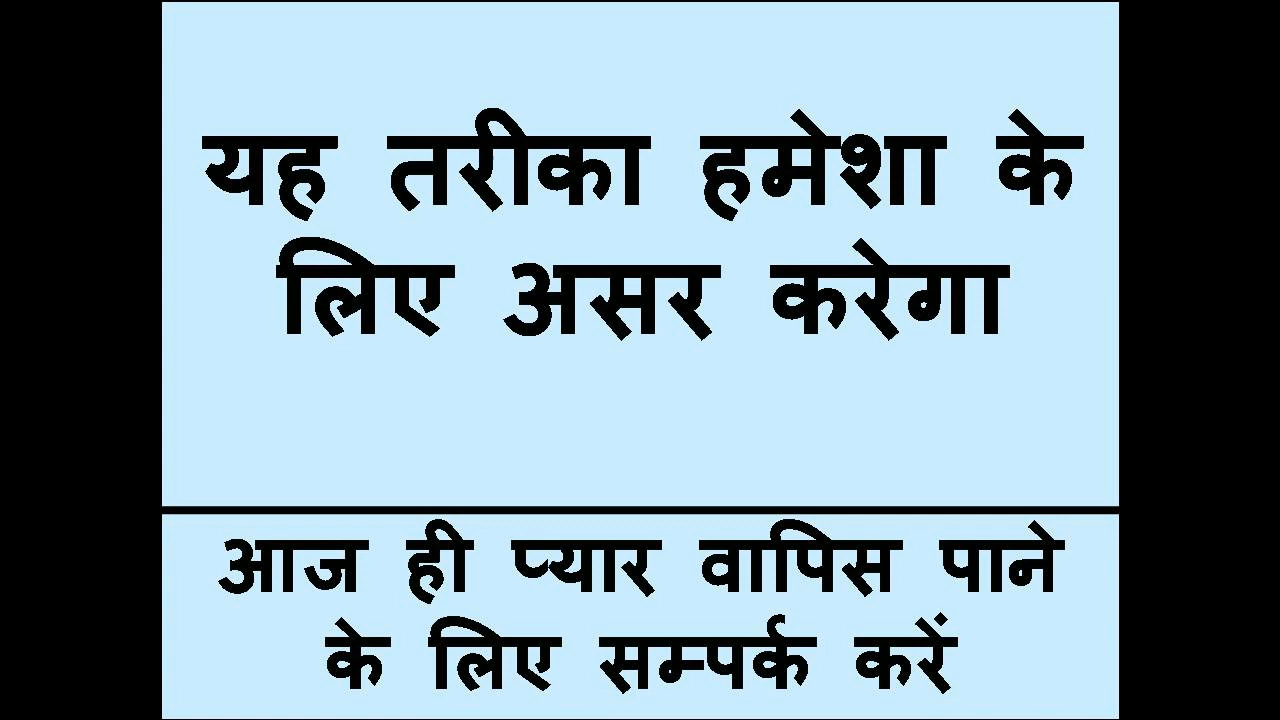 यह तरीका हमेशा के
लिए असर करेगा
आज ही प्यार वापिस पाने
के लिए सम्पर्क करें